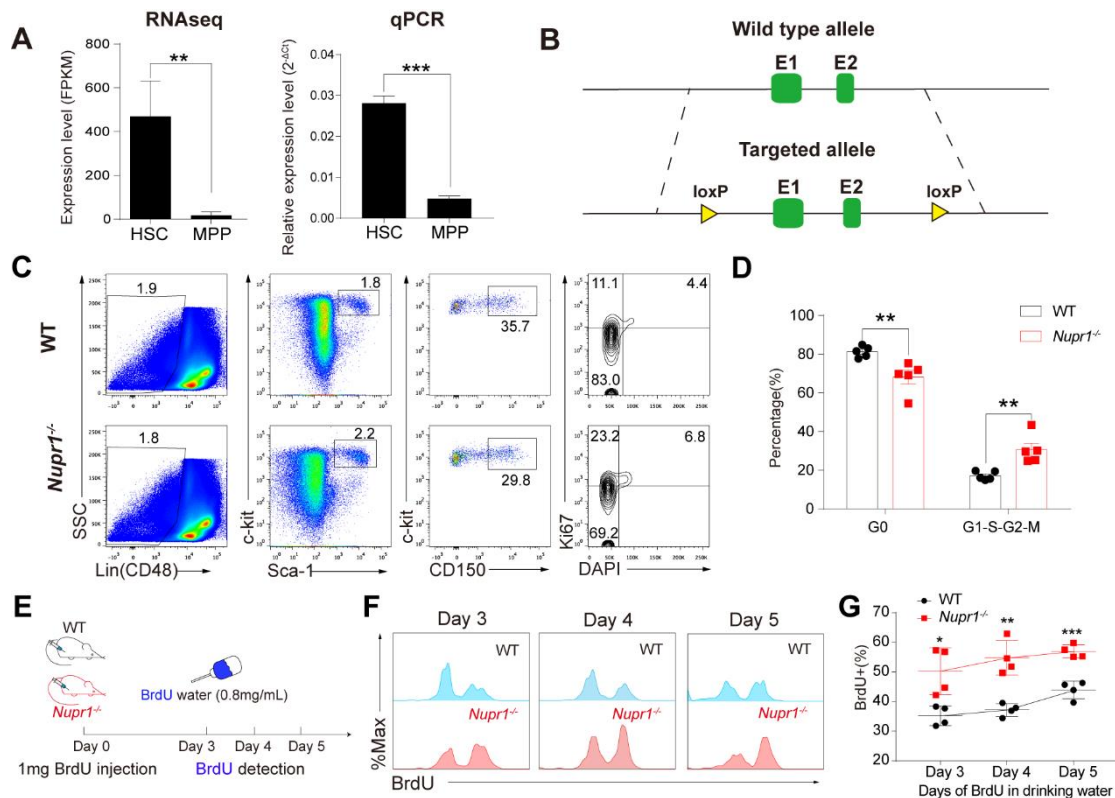 A
RNAseq
Expression level (FPKM)
800
600
400
200
0
**
HSC MPP
qPCR
Relative expression level (2^-ΔCt)
0.04
0.03
0.02
0.01
0.00
***
HSC MPP
B
Wild type allele
E1 E2
Targeted allele
loxP E1 E2 loxP
C
WT
1.9
1.8
35.7
11.1 4.4
83.0
Nupr1-/-
1.8
2.2
29.8
23.2 6.8
69.2
SSC
Lin(CD48)
c-kit
Sca-1
c-kit
CD150
Ki67
DAPI
D
WT
Nupr1-/-
Percentage(%)
100
80
60
40
20
0
**
**
G0 G1-S-G2-M
E
WT
Nupr1-/-
BrdU water (0.8mg/mL)
Day 0 Day 3 Day 4 Day 5
1mg BrdU injection BrdU detection
F
Day 3 Day 4 Day 5
WT WT WT
Nupr1-/- Nupr1-/- Nupr1-/-
%Max
BrdU
G
WT
Nupr1-/-
BrdU+(%)
70
60
50
40
30
20
* ** ***
Day 3 Day 4 Day 5
Days of BrdU in drinking water